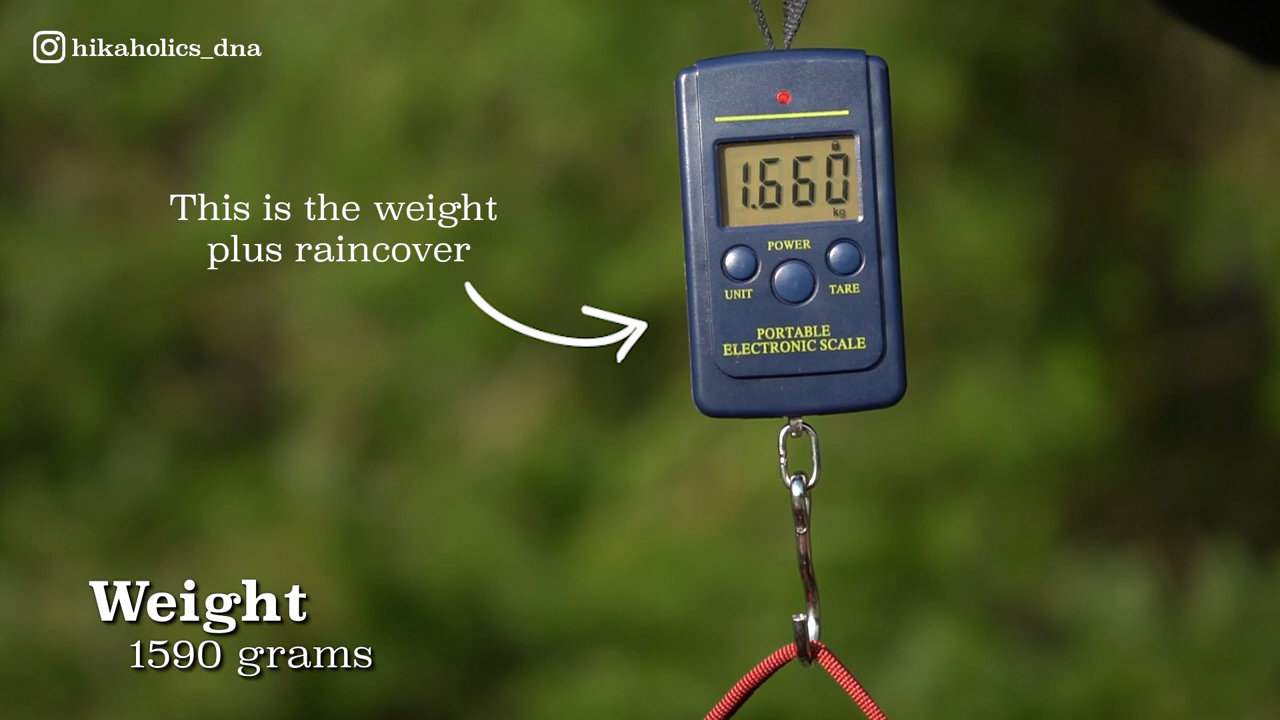 hikaholics_dna
This is the weight
plus raincover
1.660
kg
POWER
UNIT
TARE
PORTABLE
ELECTRONIC SCALE
Weight
1590 grams